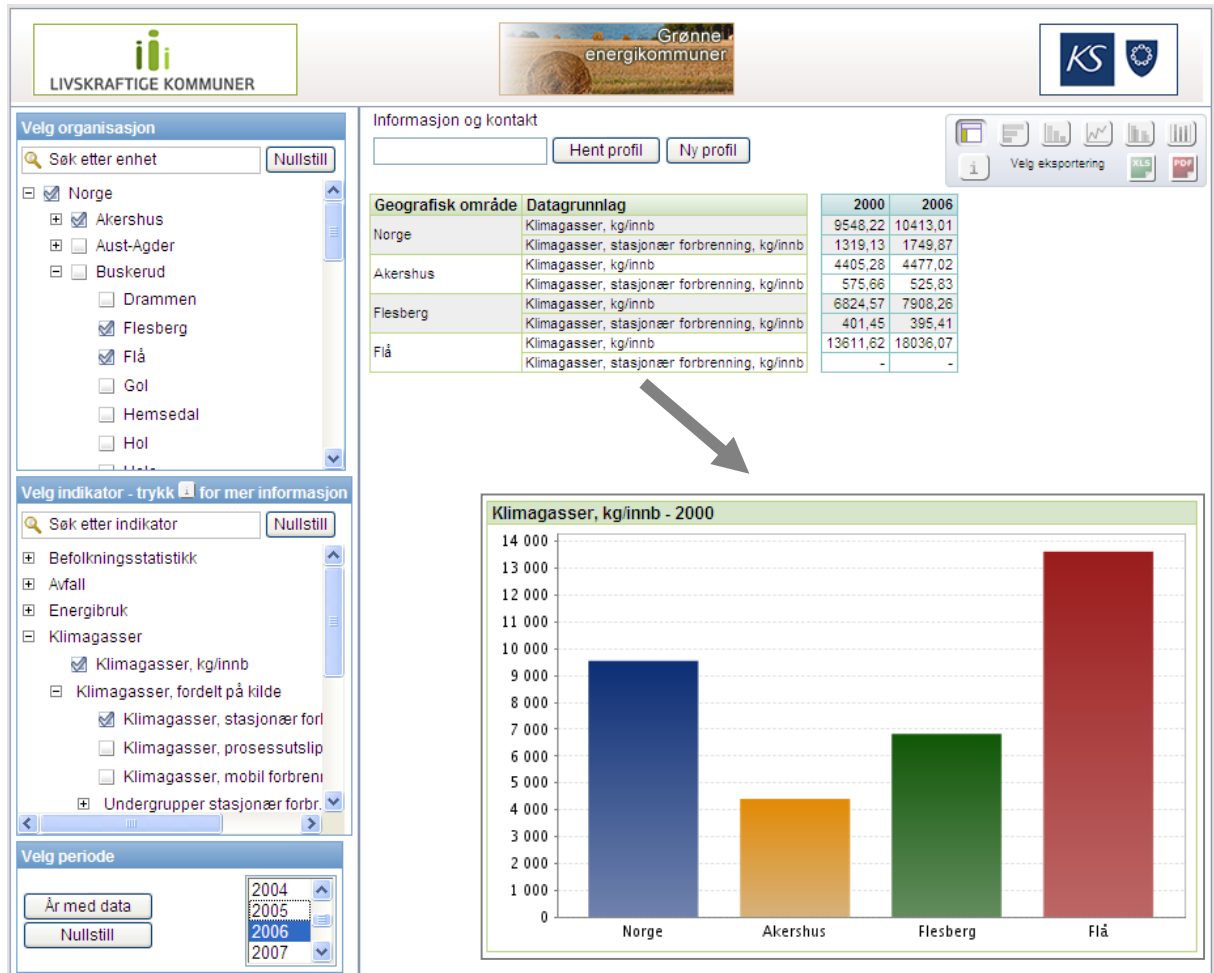 LIVSKRAFTIGE KOMMUNER
Grønne
energikommuner
KS
Velg organisasjon
Søk etter enhet Nullstill
Norge
Akershus
Aust-Agder
Buskerud
Drammen
Flesberg
Flå
Gol
Hemsedal
Hol
Velg indikator - trykk i for mer informasjon
Søk etter indikator Nullstill
Befolkningsstatistikk
Avfall
Energibruk
Klimagasser
Klimagasser, kg/innb
Klimagasser, fordelt på kilde
Klimagasser, stasjonær forl
Klimagasser, prosessutslip
Klimagasser, mobil forbrenn
Undergrupper stasjonær forbr.
Velg periode
År med data
Nullstill
2004
2005
2006
2007
Informasjon og kontakt
Hent profil Ny profil
i Velg eksportering XLS PDF
Geografisk område Datagrunnlag 2000 2006
Norge
Klimagasser, kg/innb 9548,22 10413,01
Klimagasser, stasjonær forbrenning, kg/innb 1319,13 1749,87
Akershus
Klimagasser, kg/innb 4405,28 4477,02
Klimagasser, stasjonær forbrenning, kg/innb 575,66 525,83
Flesberg
Klimagasser, kg/innb 6824,57 7908,26
Klimagasser, stasjonær forbrenning, kg/innb 401,45 395,41
Flå
Klimagasser, kg/innb 13611,62 18036,07
Klimagasser, stasjonær forbrenning, kg/innb - -
Klimagasser, kg/innb - 2000
14 000
13 000
12 000
11 000
10 000
9 000
8 000
7 000
6 000
5 000
4 000
3 000
2 000
1 000
0
Norge Akershus Flesberg Flå